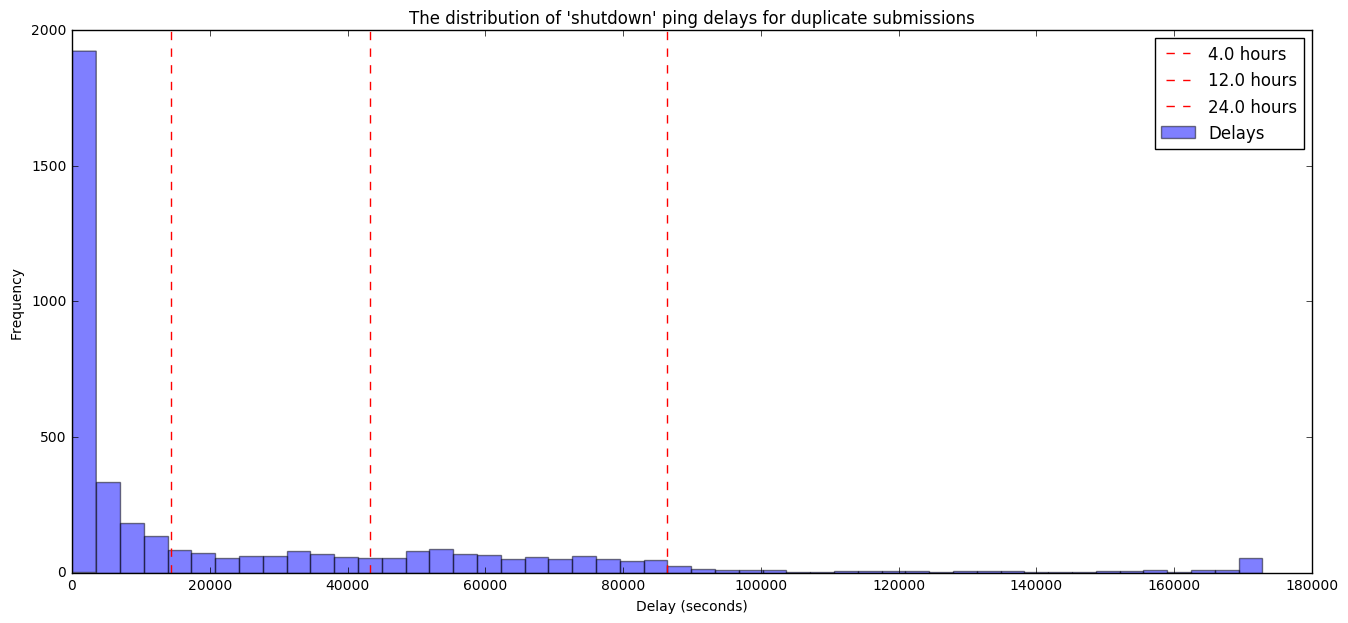 The distribution of 'shutdown' ping delays for duplicate submissions
2000
1500
1000
500
0
Frequency
4.0 hours
12.0 hours
24.0 hours
Delays
0 20000 40000 60000 80000 100000 120000 140000 160000 180000
Delay (seconds)